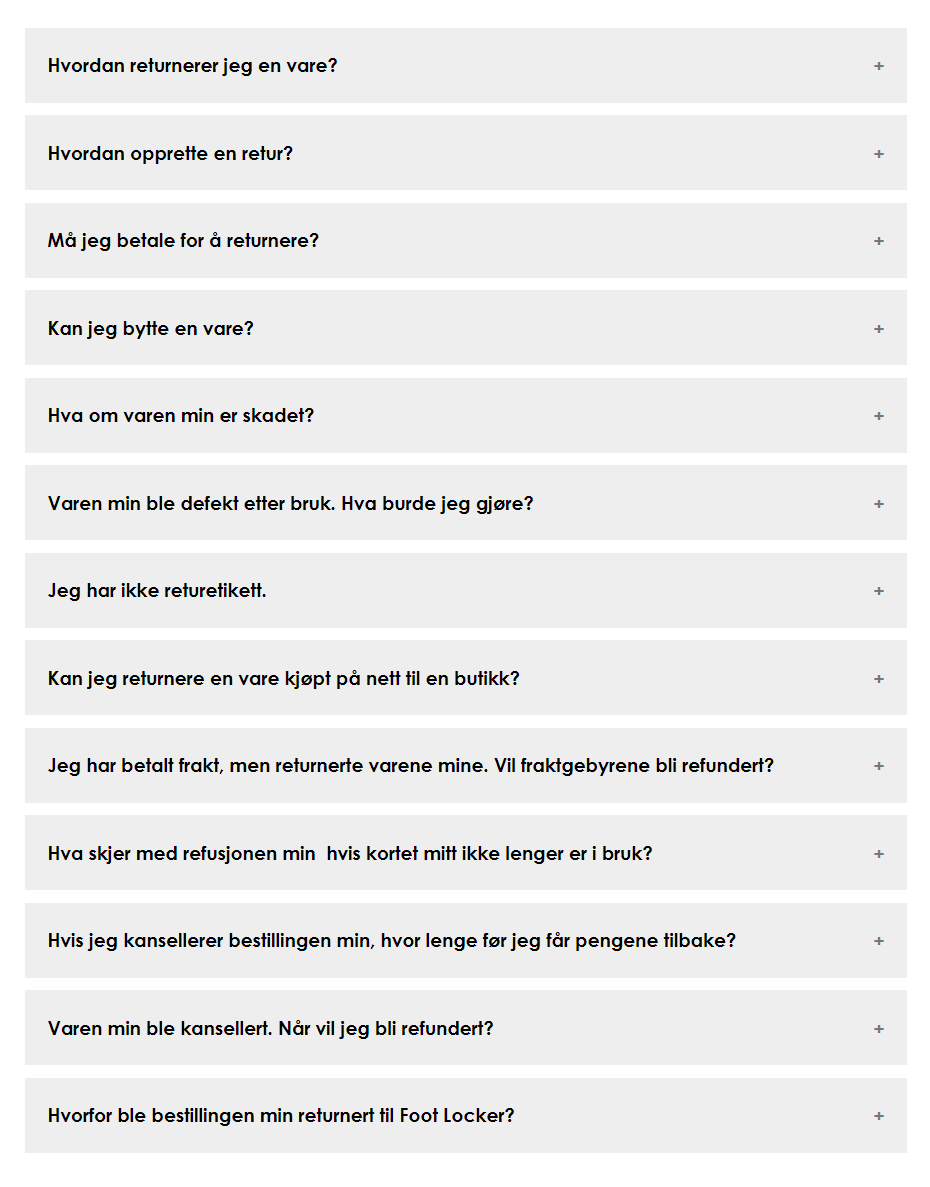 Hvordan returnerer jeg en vare? +
Hvordan opprette en retur? +
Må jeg betale for å returnere? +
Kan jeg bytte en vare? +
Hva om varen min er skadet? +
Varen min ble defekt etter bruk. Hva burde jeg gjøre? +
Jeg har ikke returetikett. +
Kan jeg returnere en vare kjøpt på nett til en butikk? +
Jeg har betalt frakt, men returnerte varene mine. Vil fraktgebyrene bli refundert? +
Hva skjer med refusjonen min  hvis kortet mitt ikke lenger er i bruk? +
Hvis jeg kansellerer bestillingen min, hvor lenge før jeg får pengene tilbake? +
Varen min ble kansellert. Når vil jeg bli refundert? +
Hvorfor ble bestillingen min returnert til Foot Locker? +